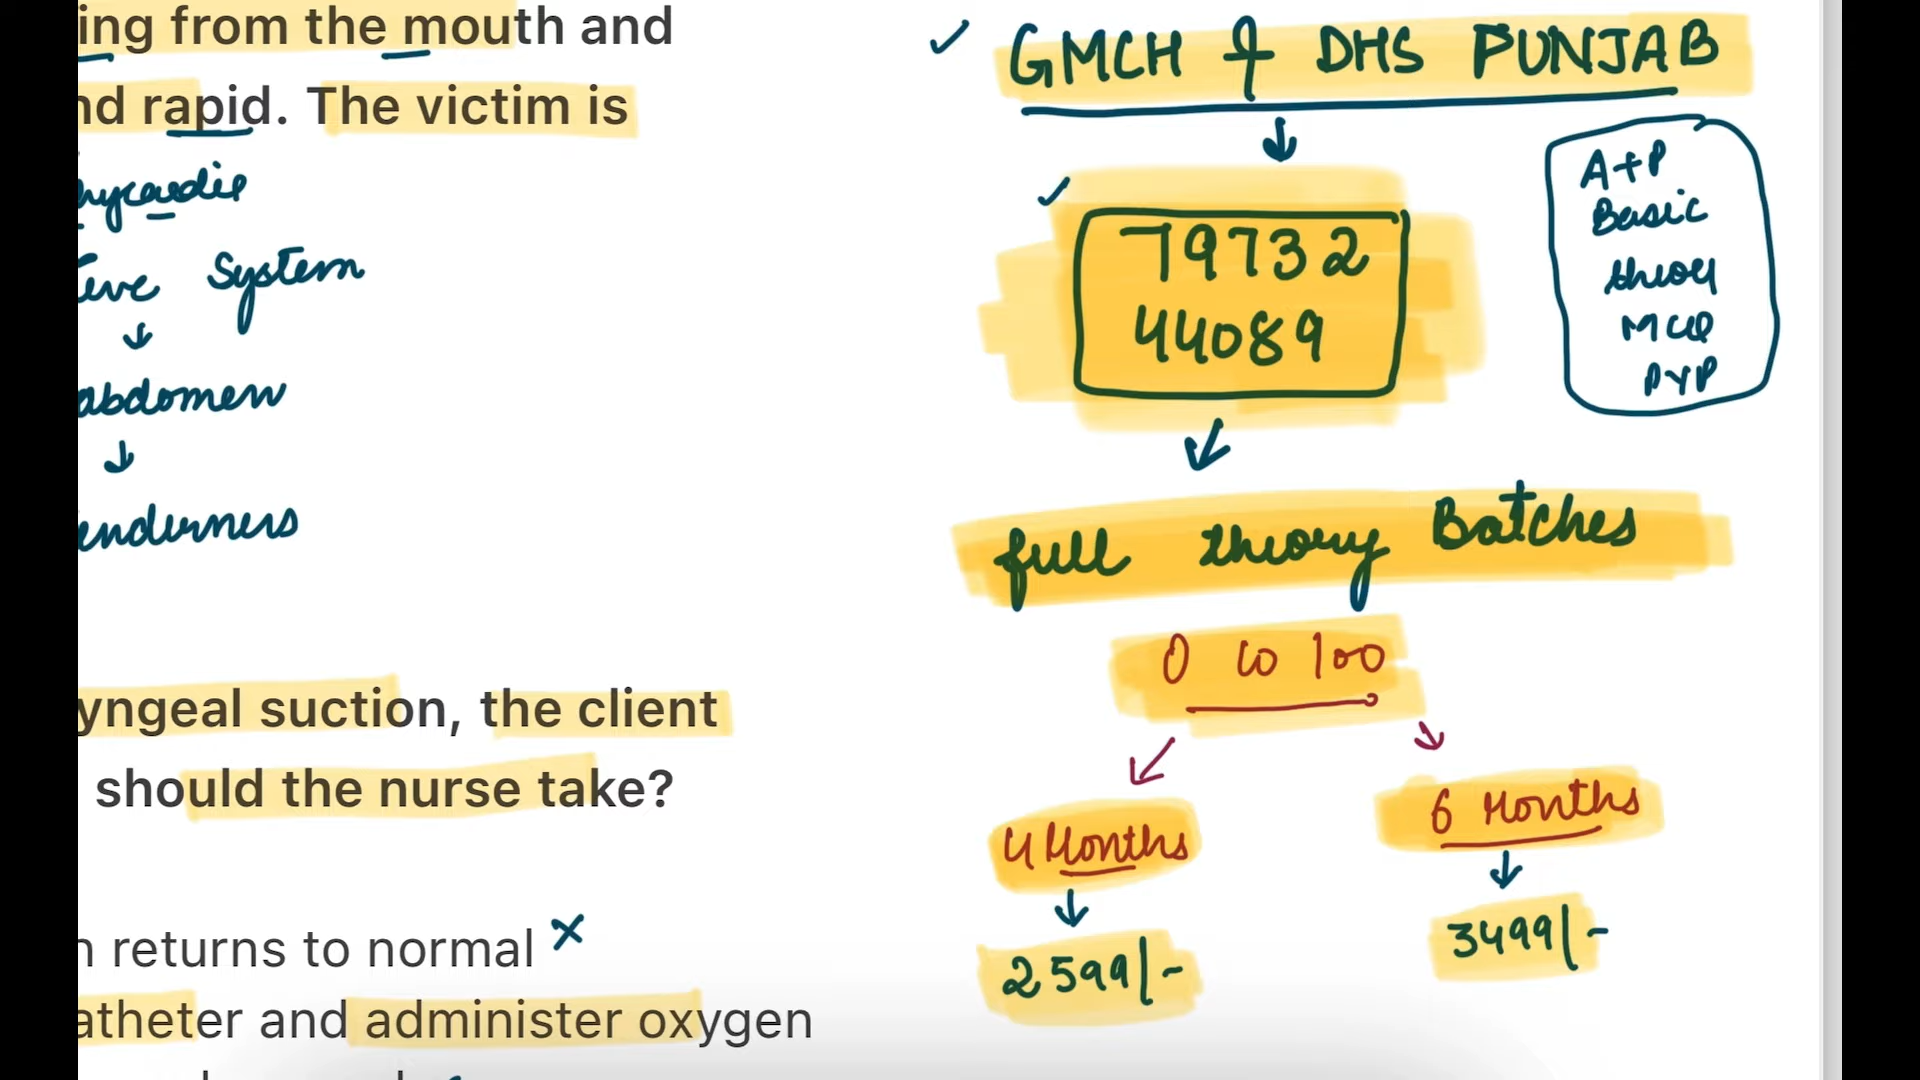 ing from the mouth and
nd rapid. The victim is
hycardie
System
abdomen
enderness
yngeal suction, the client
should the nurse take?
n returns to normal ×
atheter and administer oxygen
✓ GMCH & DHS PUNJAB
✓
79732
44089
A+P
Basic
theory
MCQ
PYP
full theory Batches
0 to 100
4 Months
6 Months
2599/-
3499/-